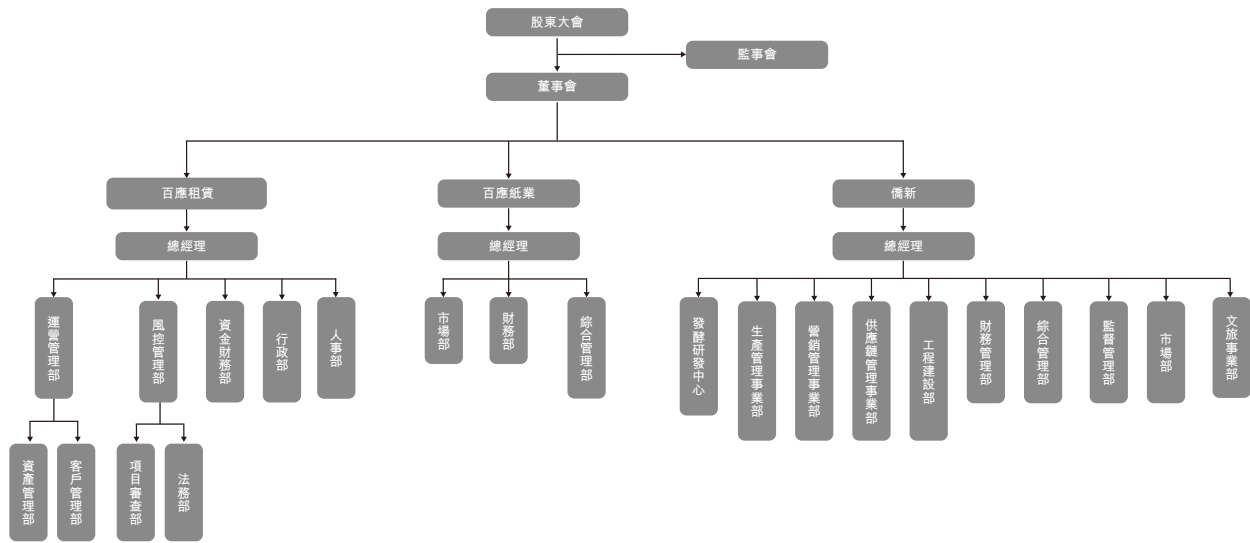 股東大會
監事會
董事會
百應租賃
百應紙業
僑新
總經理
總經理
總經理
運營管理部
風控管理部
資金財務部
行政部
人事部
市場部
財務部
綜合管理部
發酵研發中心
生產管理事業部
營銷管理事業部
供應鏈管理事業部
工程建設部
財務管理部
綜合管理部
監督管理部
市場部
文旅事業部
資產管理部
客戶管理部
項目審查部
法務部